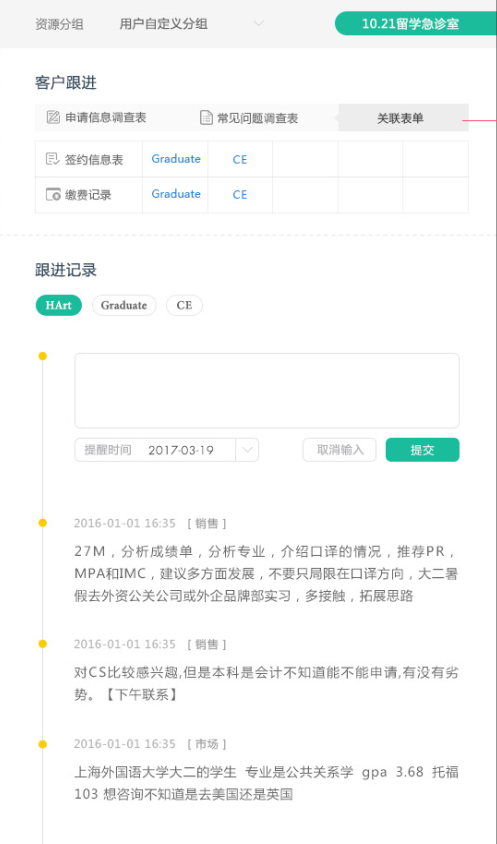 资源分组 用户自定义分组 10.21留学急诊室
客户跟进
申请信息调查表 常见问题调查表 关联表单
签约信息表 Graduate CE
缴费记录 Graduate CE
跟进记录
HArt Graduate CE
提醒时间 2017-03-19 取消输入 提交
2016-01-01 16:35 [ 销售 ]
27M，分析成绩单，分析专业，介绍口译的情况，推荐PR，
MPA和IMC，建议多方面发展，不要只局限在口译方向，大二暑
假去外资公关公司或外企品牌部实习，多接触，拓展思路
2016-01-01 16:35 [ 销售 ]
对CS比较感兴趣,但是本科是会计不知道能不能申请,有没有劣
势。【下午联系】
2016-01-01 16:35 [ 市场 ]
上海外国语大学大二的学生 专业是公共关系学 gpa 3.68 托福
103 想咨询不知道是去美国还是英国